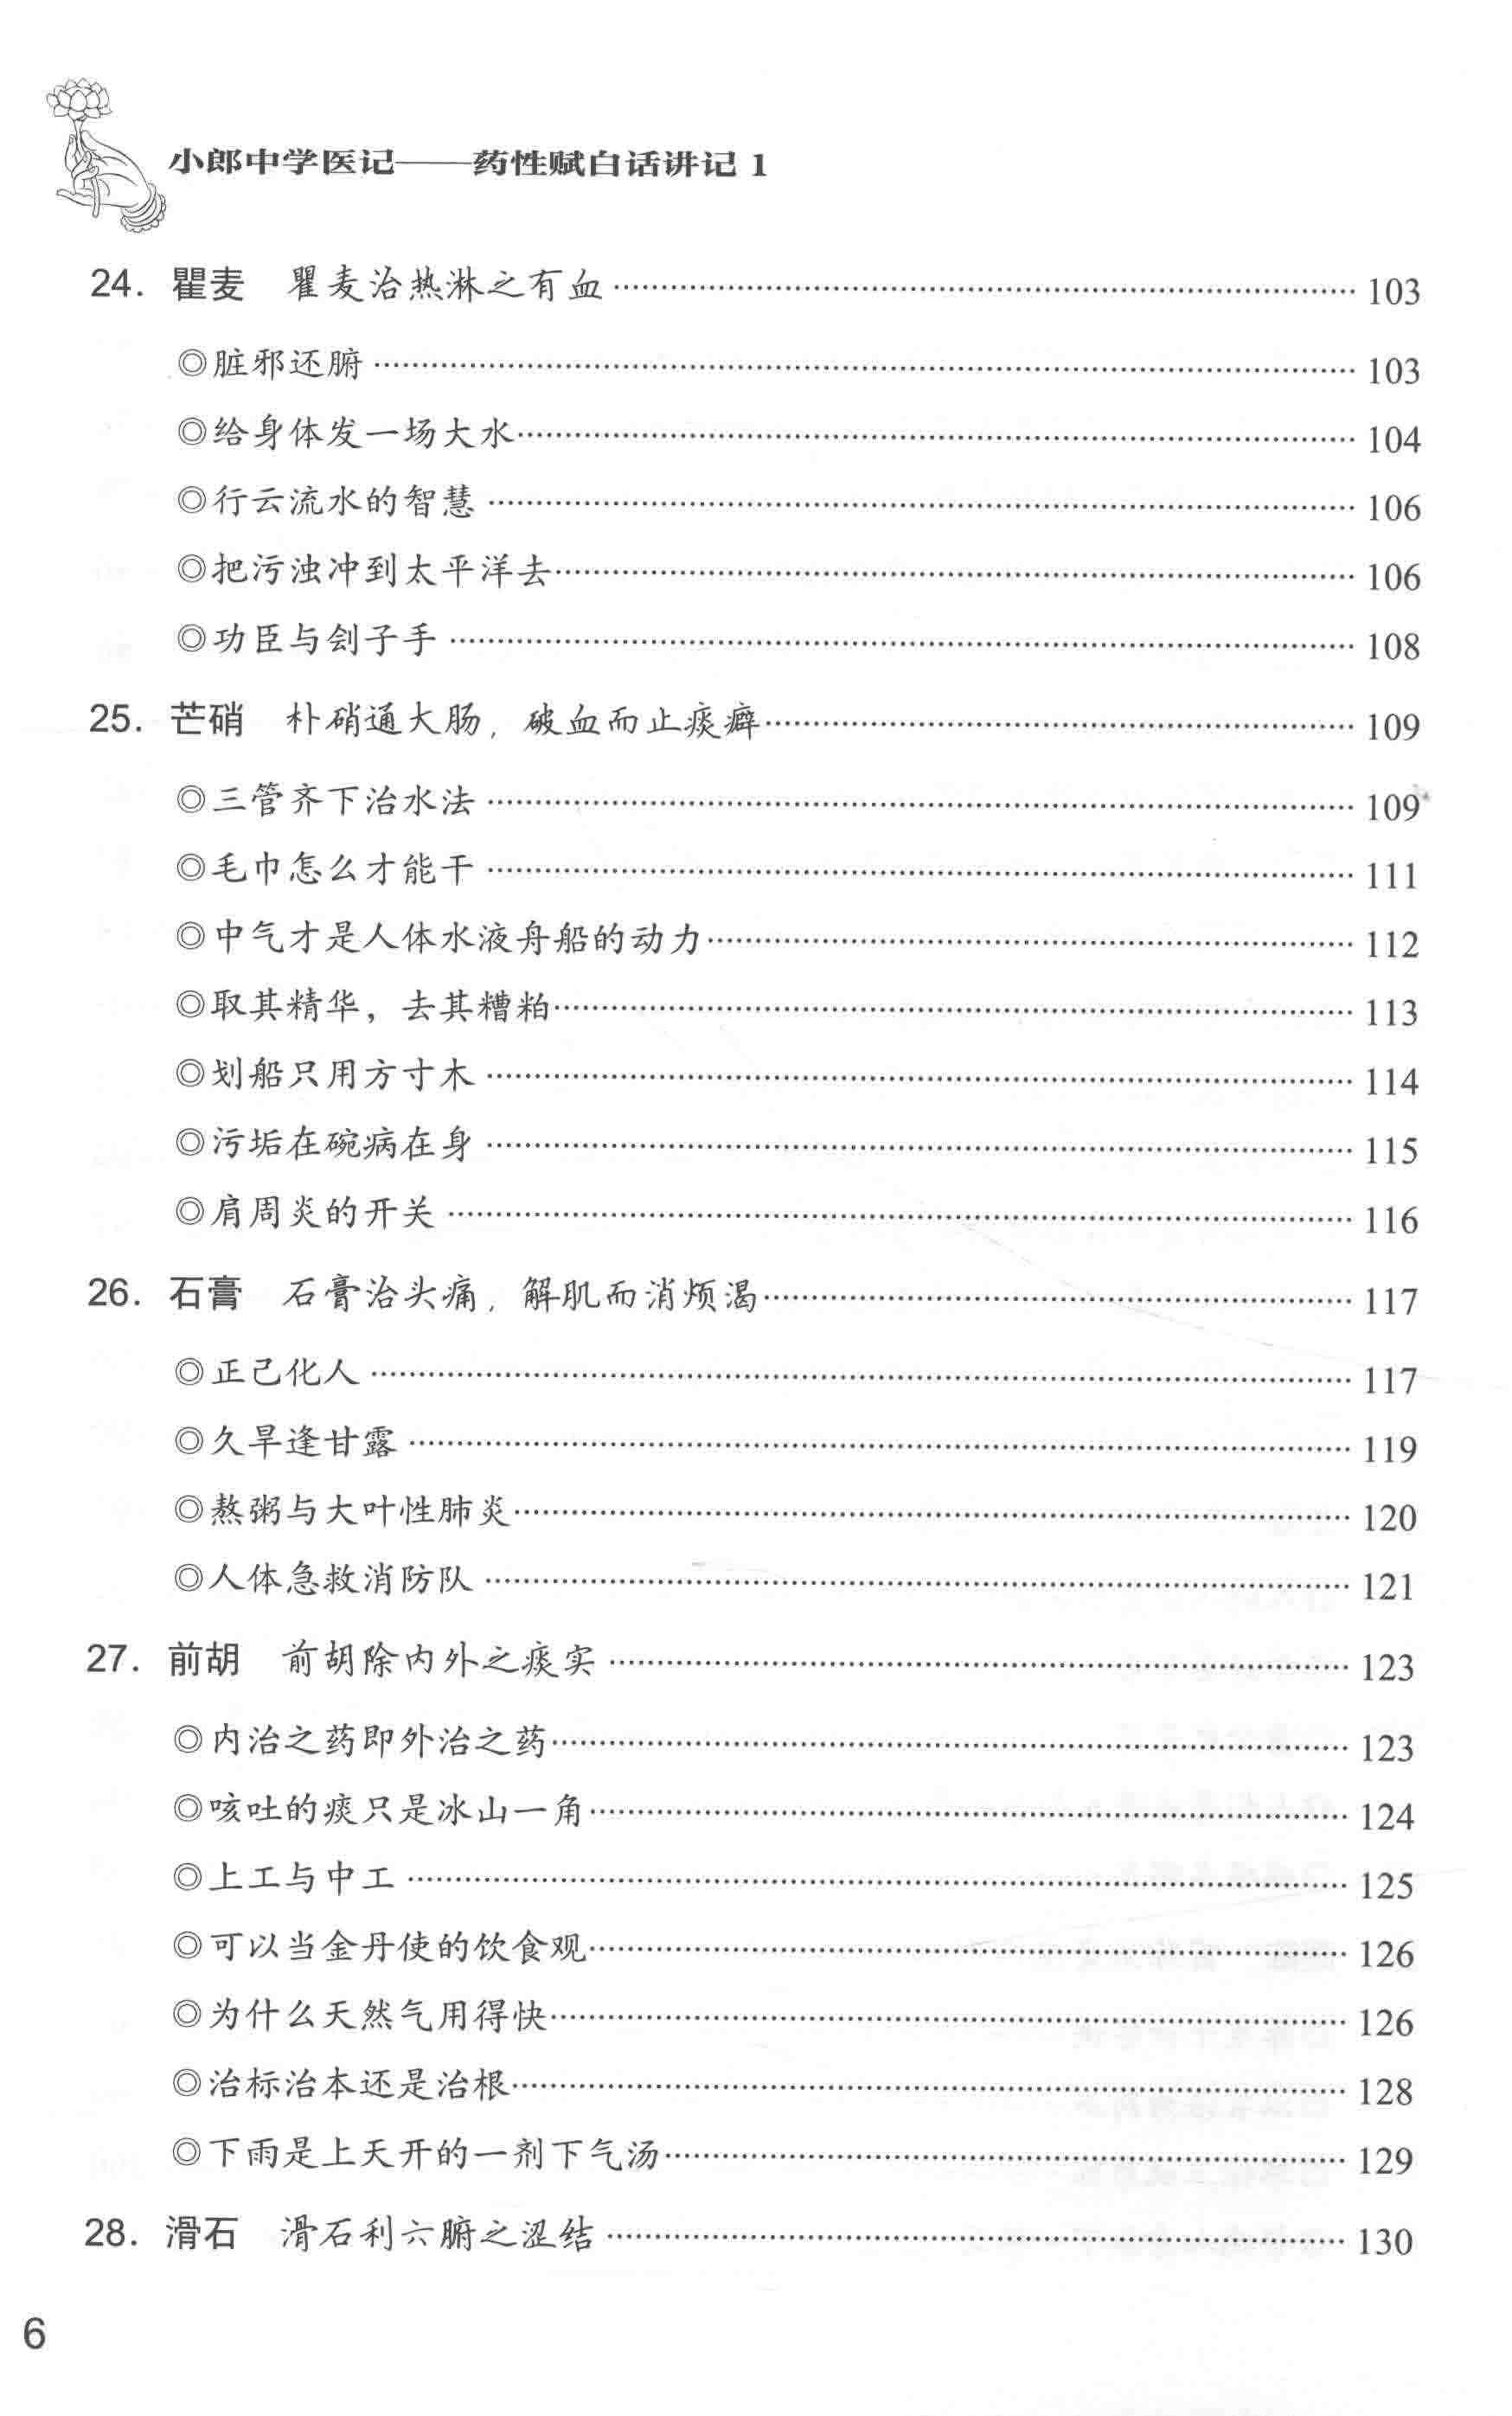 小郎中学医记——药性赋白话讲记 1
24. 瞿麦 瞿麦治热淋之有血 …… 103
◎脏邪还腑 …… 103
◎给身体发一场大水 …… 104
◎行云流水的智慧 …… 106
◎把污浊冲到太平洋去 …… 106
◎功臣与刽子手 …… 108
25. 芒硝 朴硝通大肠，破血而止痰癖 …… 109
◎三管齐下治水法 …… 109
◎毛巾怎么才能干 …… 111
◎中气才是人体水液舟船的动力 …… 112
◎取其精华，去其糟粕 …… 113
◎划船只用方寸木 …… 114
◎污垢在碗病在身 …… 115
◎肩周炎的开关 …… 116
26. 石膏 石膏治头痛，解肌而消烦渴 …… 117
◎正己化人 …… 117
◎久旱逢甘露 …… 119
◎熬粥与大叶性肺炎 …… 120
◎人体急救消防队 …… 121
27. 前胡 前胡除内外之痰实 …… 123
◎内治之药即外治之药 …… 123
◎咳吐的痰只是冰山一角 …… 124
◎上工与中工 …… 125
◎可以当金丹使的饮食观 …… 126
◎为什么天然气用得快 …… 126
◎治标治本还是治根 …… 128
◎下雨是上天开的一剂下气汤 …… 129
28. 滑石 滑石利六腑之涩结 …… 130
6